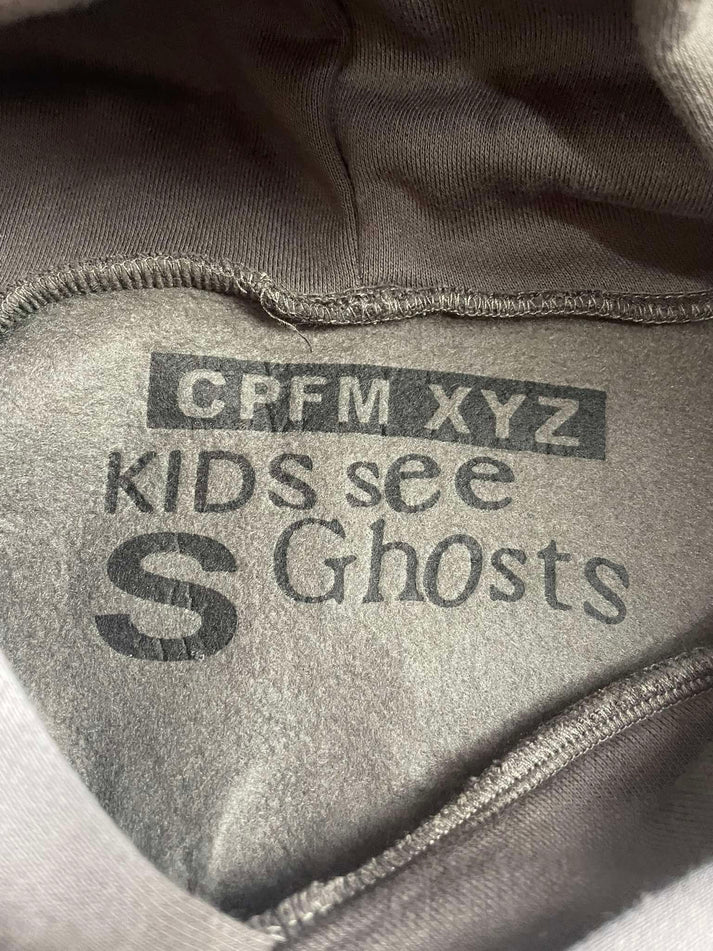 CPFM XYZ
KIDS see
S Ghosts